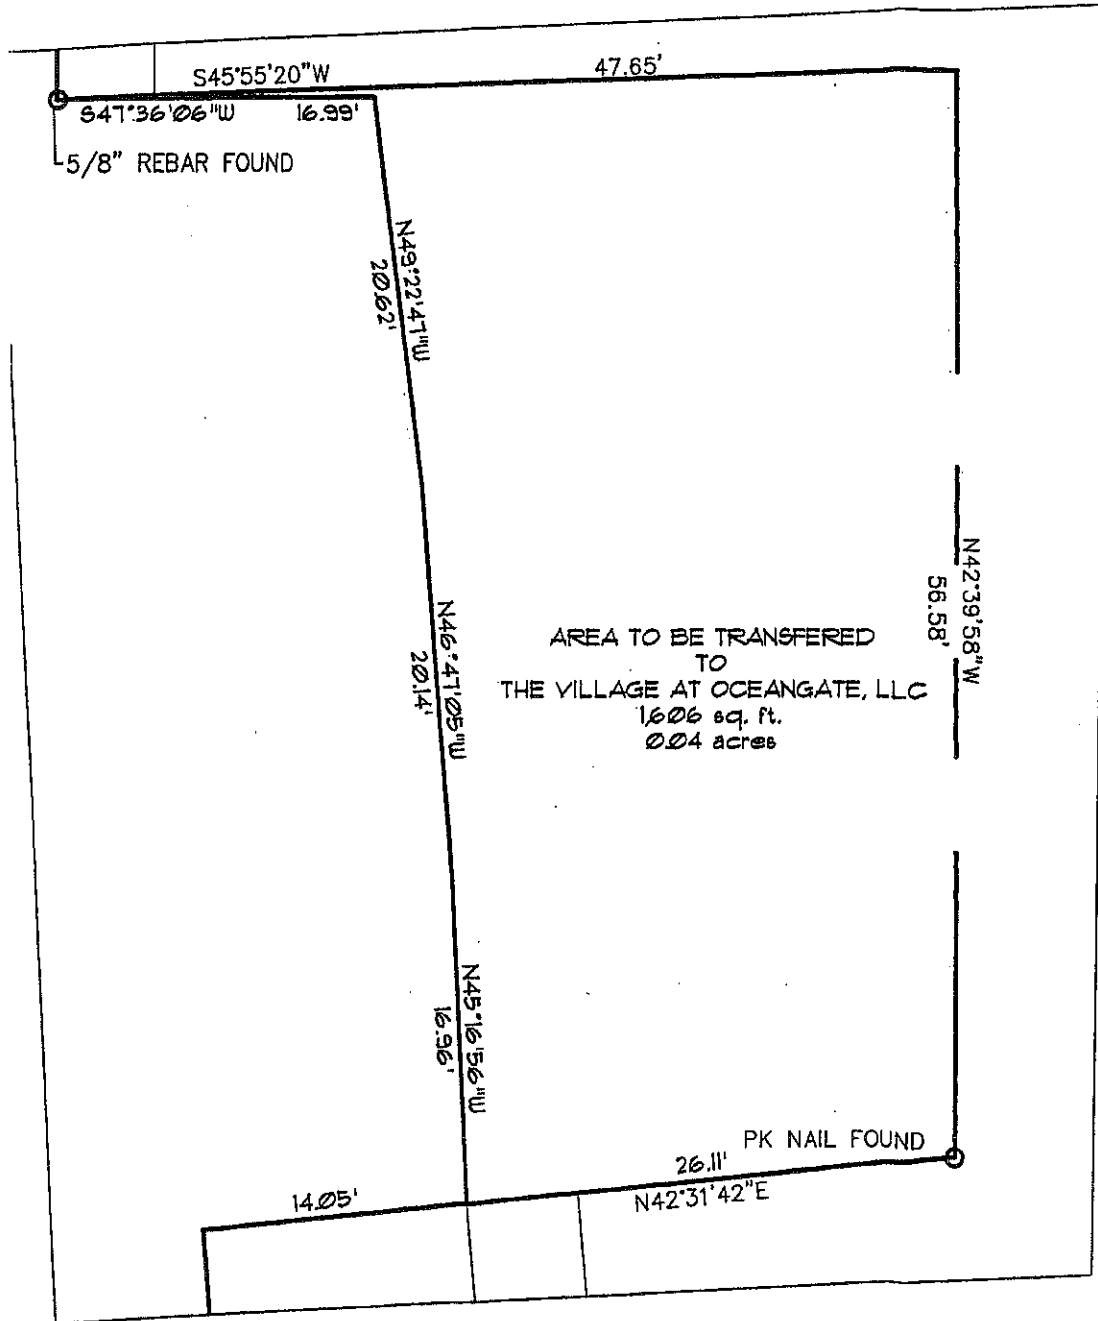 S45°55'20"W
47.65'
S47°36'06"W
16.99'
5/8" REBAR FOUND
N49°22'47"W
20.62'
N46°47'05"W
20.14'
N42°39'58"W
56.58'
AREA TO BE TRANSFERED
TO
THE VILLAGE AT OCEANGATE, LLC
1,606 sq. ft.
0.04 acres
N45°16'56"W
16.96'
PK NAIL FOUND
26.11'
N42°31'42"E
14.05'